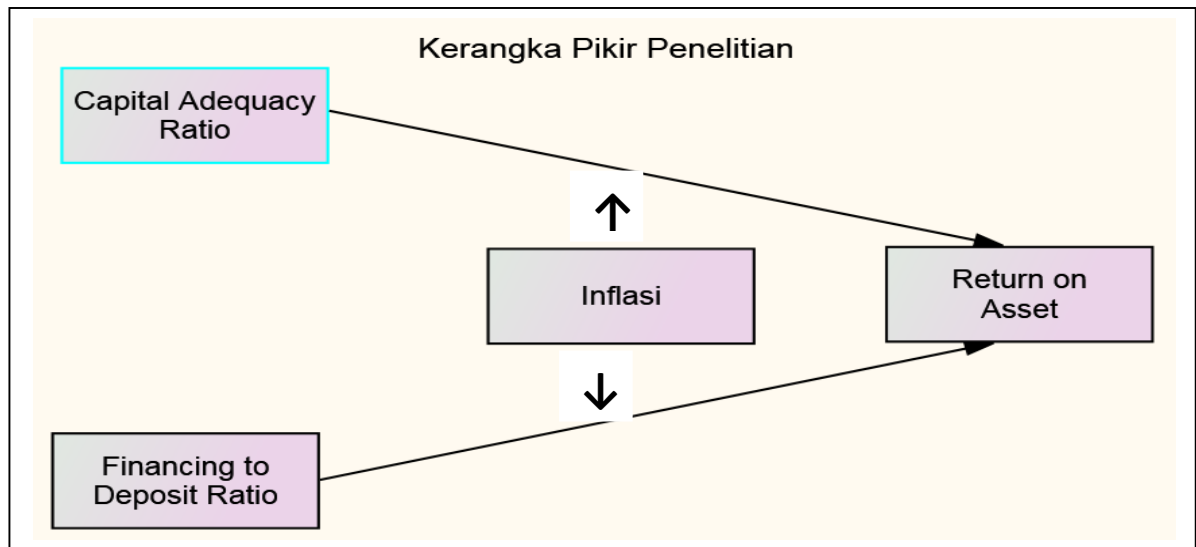 Kerangka Pikir Penelitian
Capital Adequacy
Ratio
Inflasi
Return on
Asset
Financing to
Deposit Ratio